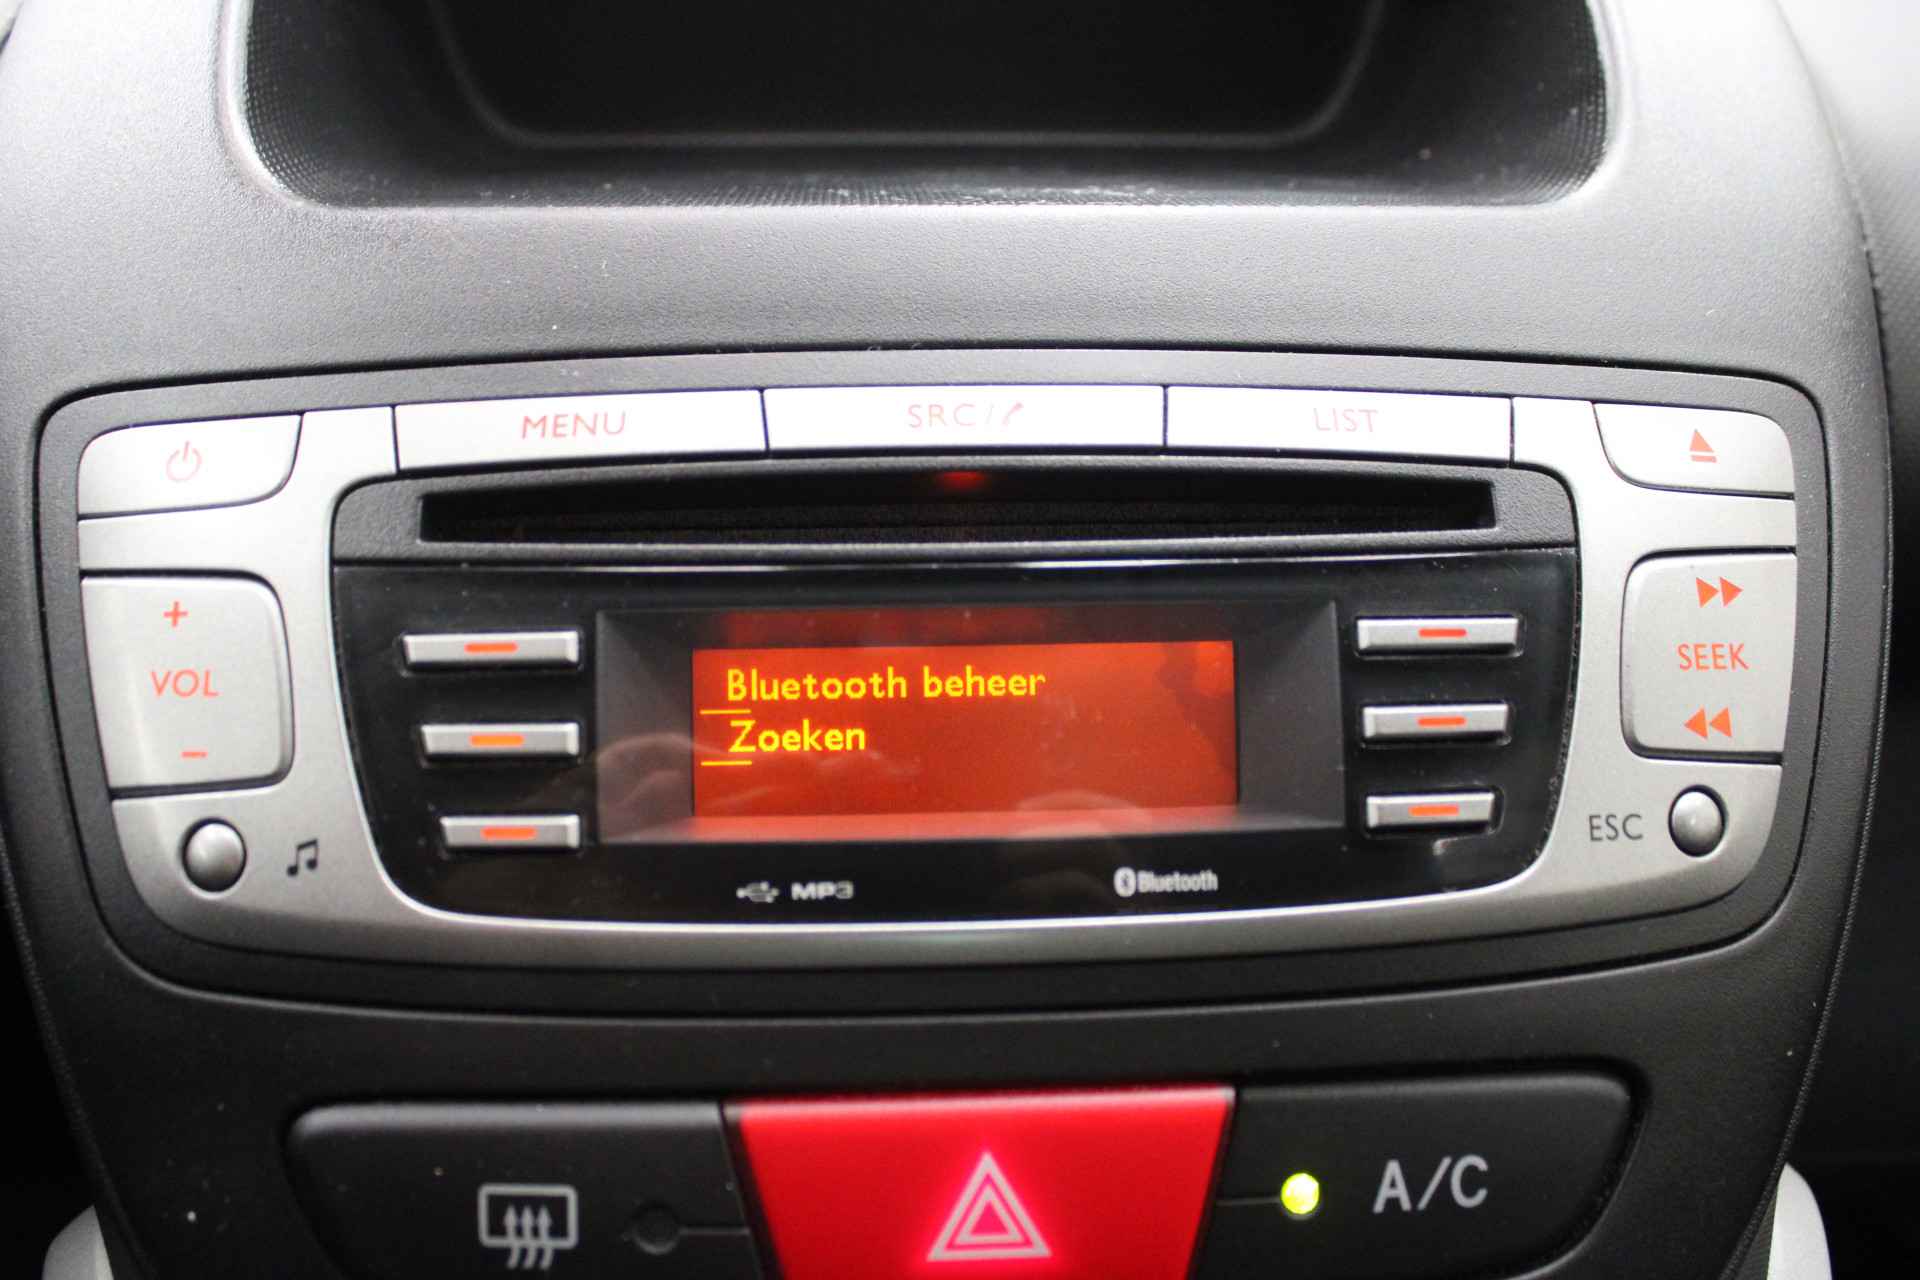 MENU
SRC/
LIST
+
VOL
-
SEEK
Bluetooth beheer
Zoeken
ESC
MP3
Bluetooth
A/C